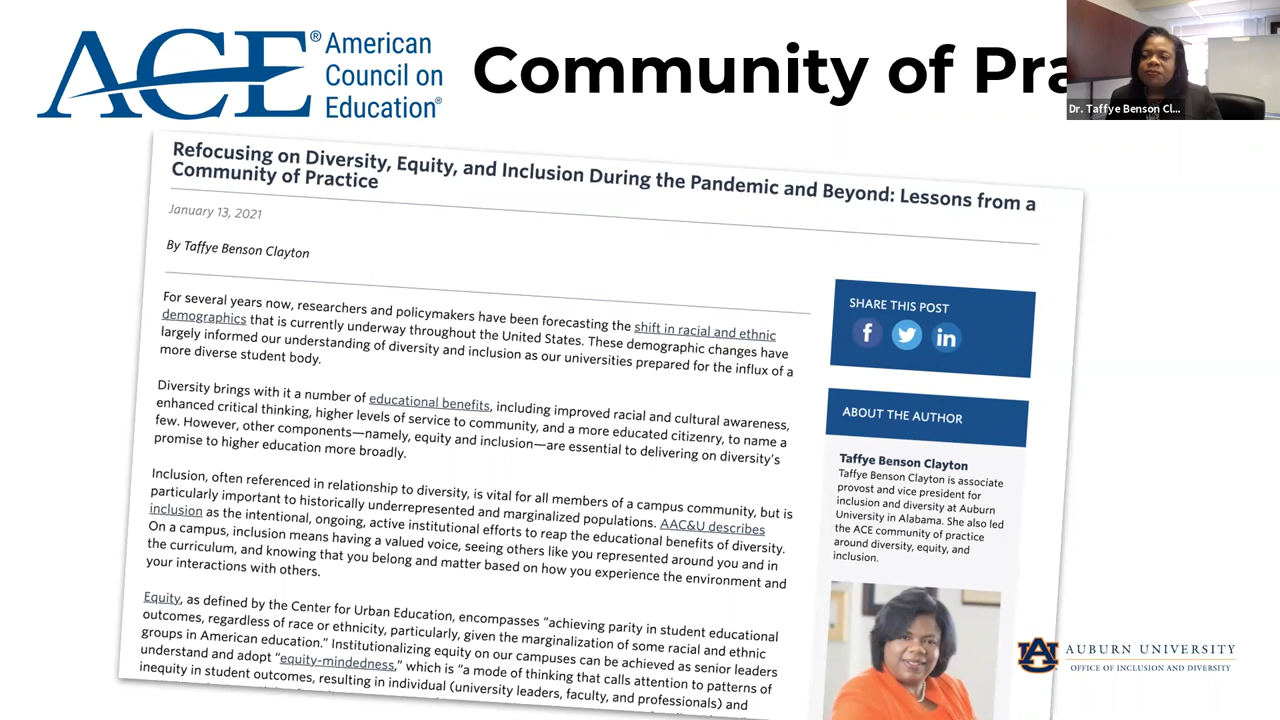 ACE® American
Council on
Education®
Community of Pra
Dr. Taffye Benson Cl...
Refocusing on Diversity, Equity, and Inclusion During the Pandemic and Beyond: Lessons from a
Community of Practice
January 13, 2021
By Taffye Benson Clayton
For several years now, researchers and policymakers have been forecasting the shift in racial and ethnic
demographics that is currently underway throughout the United States. These demographic changes have
largely informed our understanding of diversity and inclusion as our universities prepared for the influx of a
more diverse student body.
Diversity brings with it a number of educational benefits, including improved racial and cultural awareness,
enhanced critical thinking, higher levels of service to community, and a more educated citizenry, to name a
few. However, other components—namely, equity and inclusion—are essential to delivering on diversity's
promise to higher education more broadly.
Inclusion, often referenced in relationship to diversity, is vital for all members of a campus community, but is
particularly important to historically underrepresented and marginalized populations. AAC&U describes
inclusion as the intentional, ongoing, active institutional efforts to reap the educational benefits of diversity.
On a campus, inclusion means having a valued voice, seeing others like you represented around you and in
the curriculum, and knowing that you belong and matter based on how you experience the environment and
your interactions with others.
Equity, as defined by the Center for Urban Education, encompasses "achieving parity in student educational
outcomes, regardless of race or ethnicity, particularly, given the marginalization of some racial and ethnic
groups in American education." Institutionalizing equity on our campuses can be achieved as senior leaders
understand and adopt "equity-mindedness," which is "a mode of thinking that calls attention to patterns of
inequity in student outcomes, resulting in individual (university leaders, faculty, and professionals) and
SHARE THIS POST
f in
ABOUT THE AUTHOR
Taffye Benson Clayton
Taffye Benson Clayton is associate
provost and vice president for
inclusion and diversity at Auburn
University in Alabama. She also led
the ACE community of practice
around diversity, equity, and
inclusion.
AU AUBURN UNIVERSITY
OFFICE OF INCLUSION AND DIVERSITY